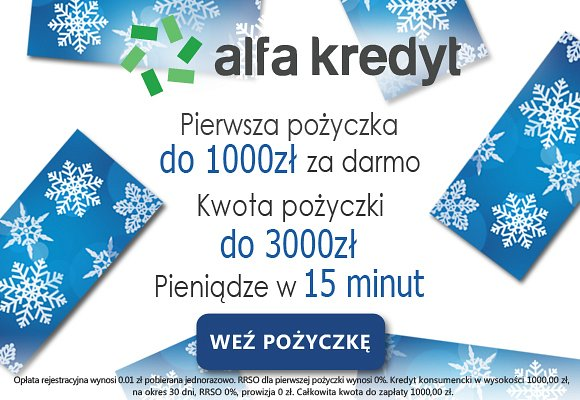 alfa kredyt
Pierwsza pożyczka
do 1000zł za darmo
Kwota pożyczki
do 3000zł
Pieniądze w 15 minut
WEŹ POŻYCZKĘ
Opłata rejestracyjna wynosi 0.01 zł pobierana jednorazowo. RRSO dla pierwszej pożyczki wynosi 0%. Kredyt konsumencki w wysokości 1000,00 zł,
na okres 30 dni, RRSO 0%, prowizja 0 zł. Całkowita kwota do zapłaty 1000,00 zł.